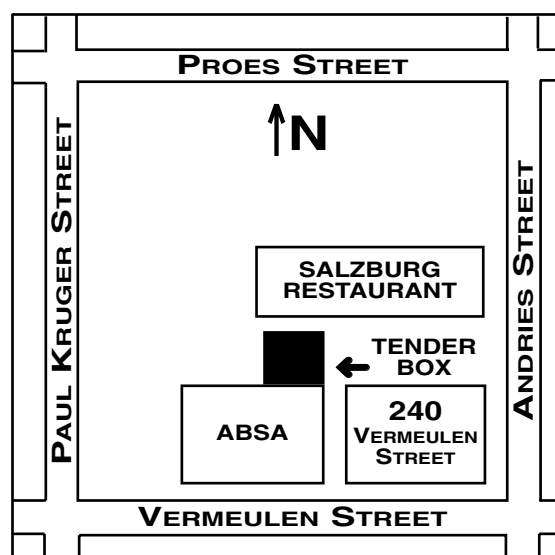 PROES STREET
N
PAUL KRUGER STREET
ANDRIES STREET
SALZBURG
RESTAURANT
TENDER
BOX
ABSA
240
VERMEULEN
STREET
VERMEULEN STREET